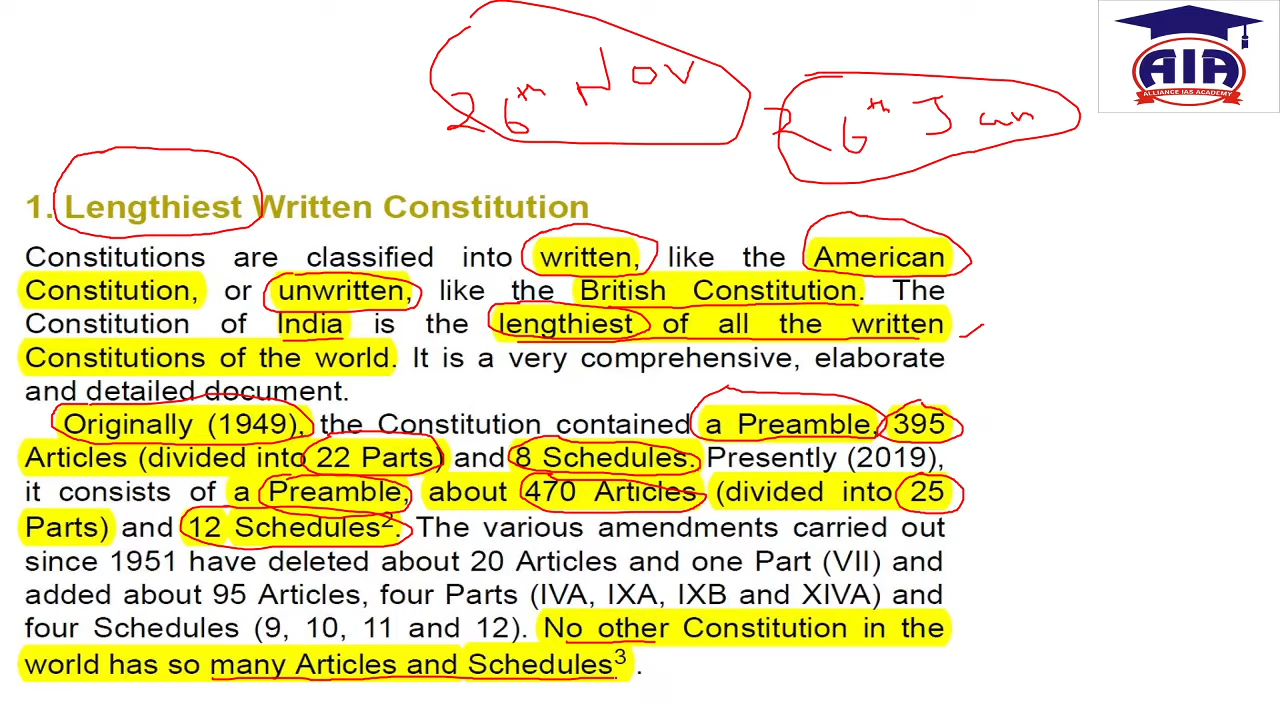 26th Nov
26th Jan
AIA
ALLIANCE IAS ACADEMY
1. Lengthiest Written Constitution
Constitutions are classified into written, like the American
Constitution, or unwritten, like the British Constitution. The
Constitution of India is the lengthiest of all the written
Constitutions of the world. It is a very comprehensive, elaborate
and detailed document.
Originally (1949), the Constitution contained a Preamble, 395
Articles (divided into 22 Parts) and 8 Schedules. Presently (2019),
it consists of a Preamble, about 470 Articles (divided into 25
Parts) and 12 Schedules2. The various amendments carried out
since 1951 have deleted about 20 Articles and one Part (VII) and
added about 95 Articles, four Parts (IVA, IXA, IXB and XIVA) and
four Schedules (9, 10, 11 and 12). No other Constitution in the
world has so many Articles and Schedules3 .